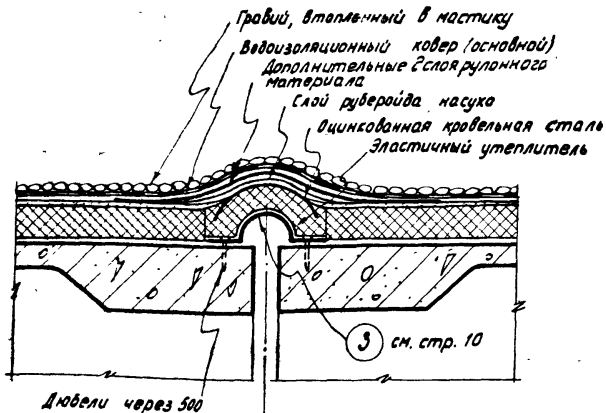 Гравий, втопленный в мастику
Водоизоляционный ковер (основной)
Дополнительные 2 слоя рулонного
материала
Слой рубероида насухо
Оцинкованная кровельная сталь
Эластичный утеплитель
3 см. стр. 10
Дюбели через 500